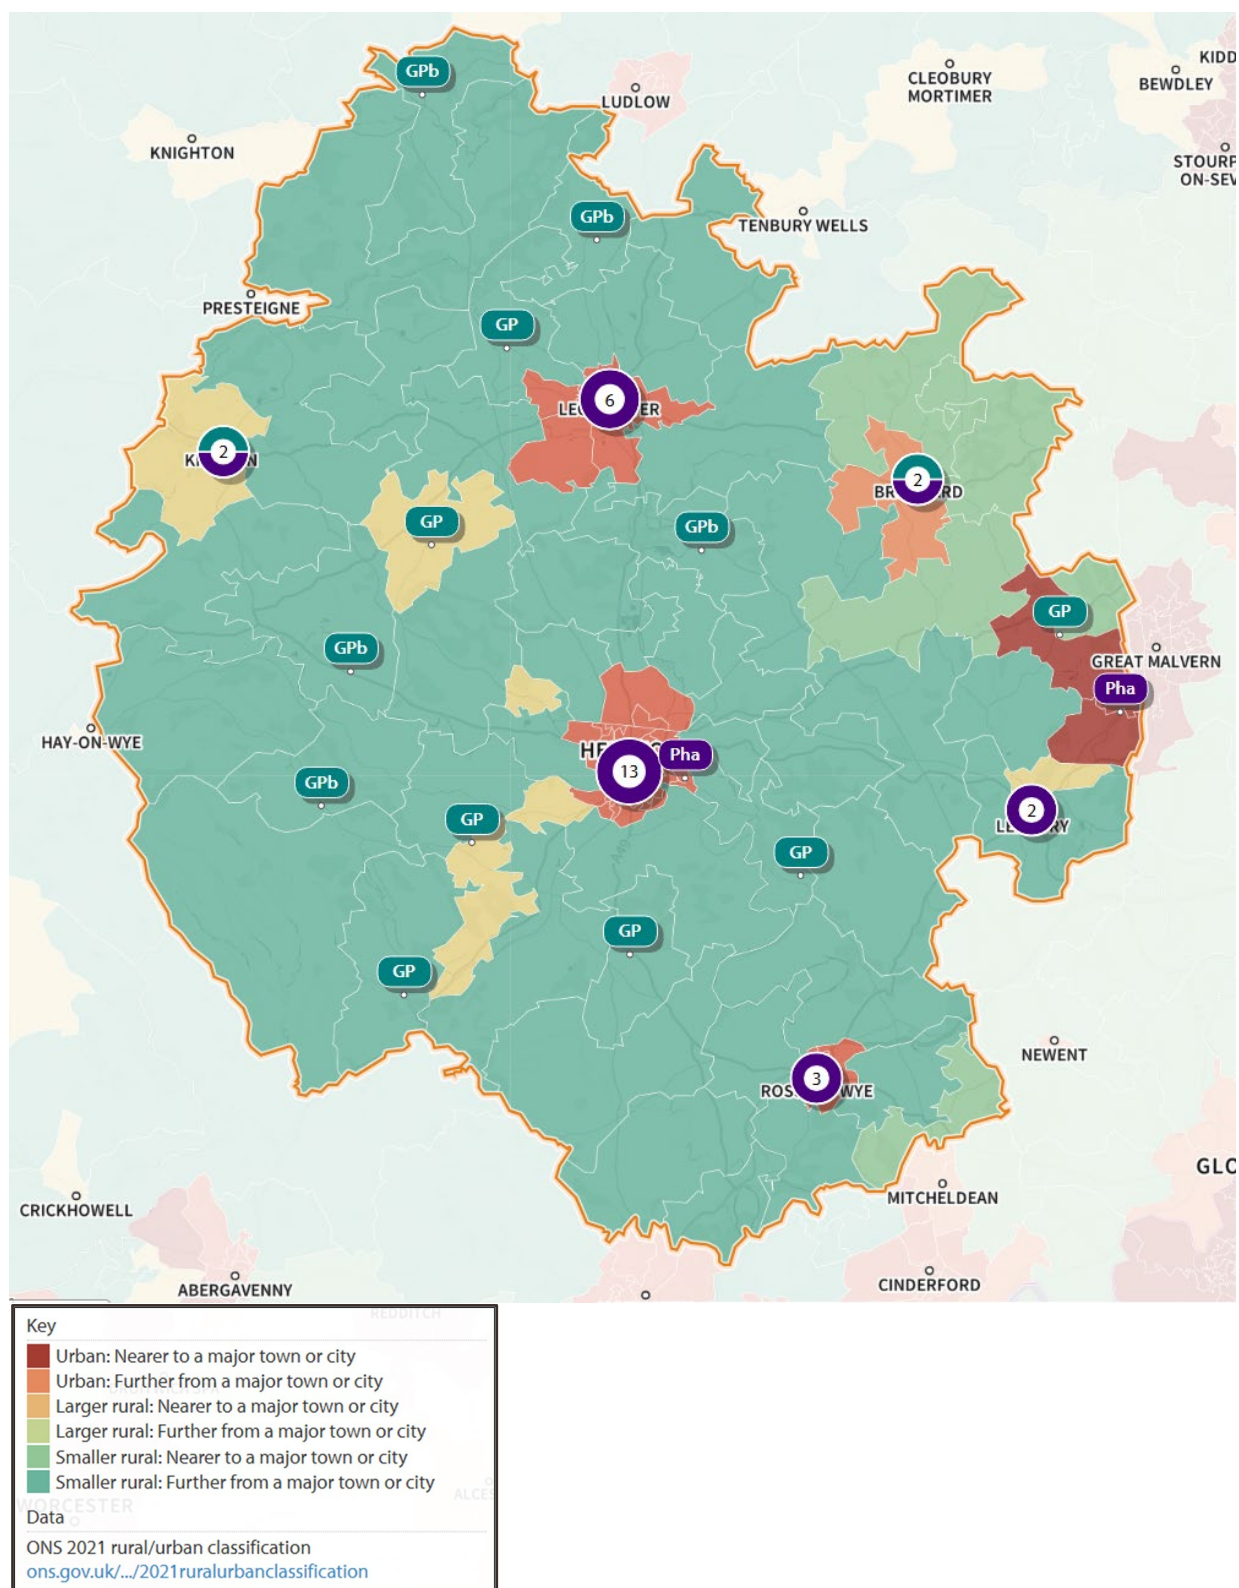 KIDD
GPb
CLEOBURY
MORTIMER
BEWDLEY
LUDLOW
KNIGHTON
STOURP
ON-SEV
GPb
TENBURY WELLS
PRESTEIGNE
GP
6
2
2
GP
GPb
GP
GPb
GREAT MALVERN
Pha
HAY-ON-WYE
Pha
13
GPb
GP
2
GP
GP
GP
NEWENT
3
GLO
MITCHELDEAN
CRICKHOWELL
CINDERFORD
ABERGAVENNY
REDDITCH
Key
Urban: Nearer to a major town or city
Urban: Further from a major town or city
Larger rural: Nearer to a major town or city
Larger rural: Further from a major town or city
Smaller rural: Nearer to a major town or city
Smaller rural: Further from a major town or city
WORCESTER
ALCES
Data
ONS 2021 rural/urban classification
ons.gov.uk/.../2021ruralurbanclassification